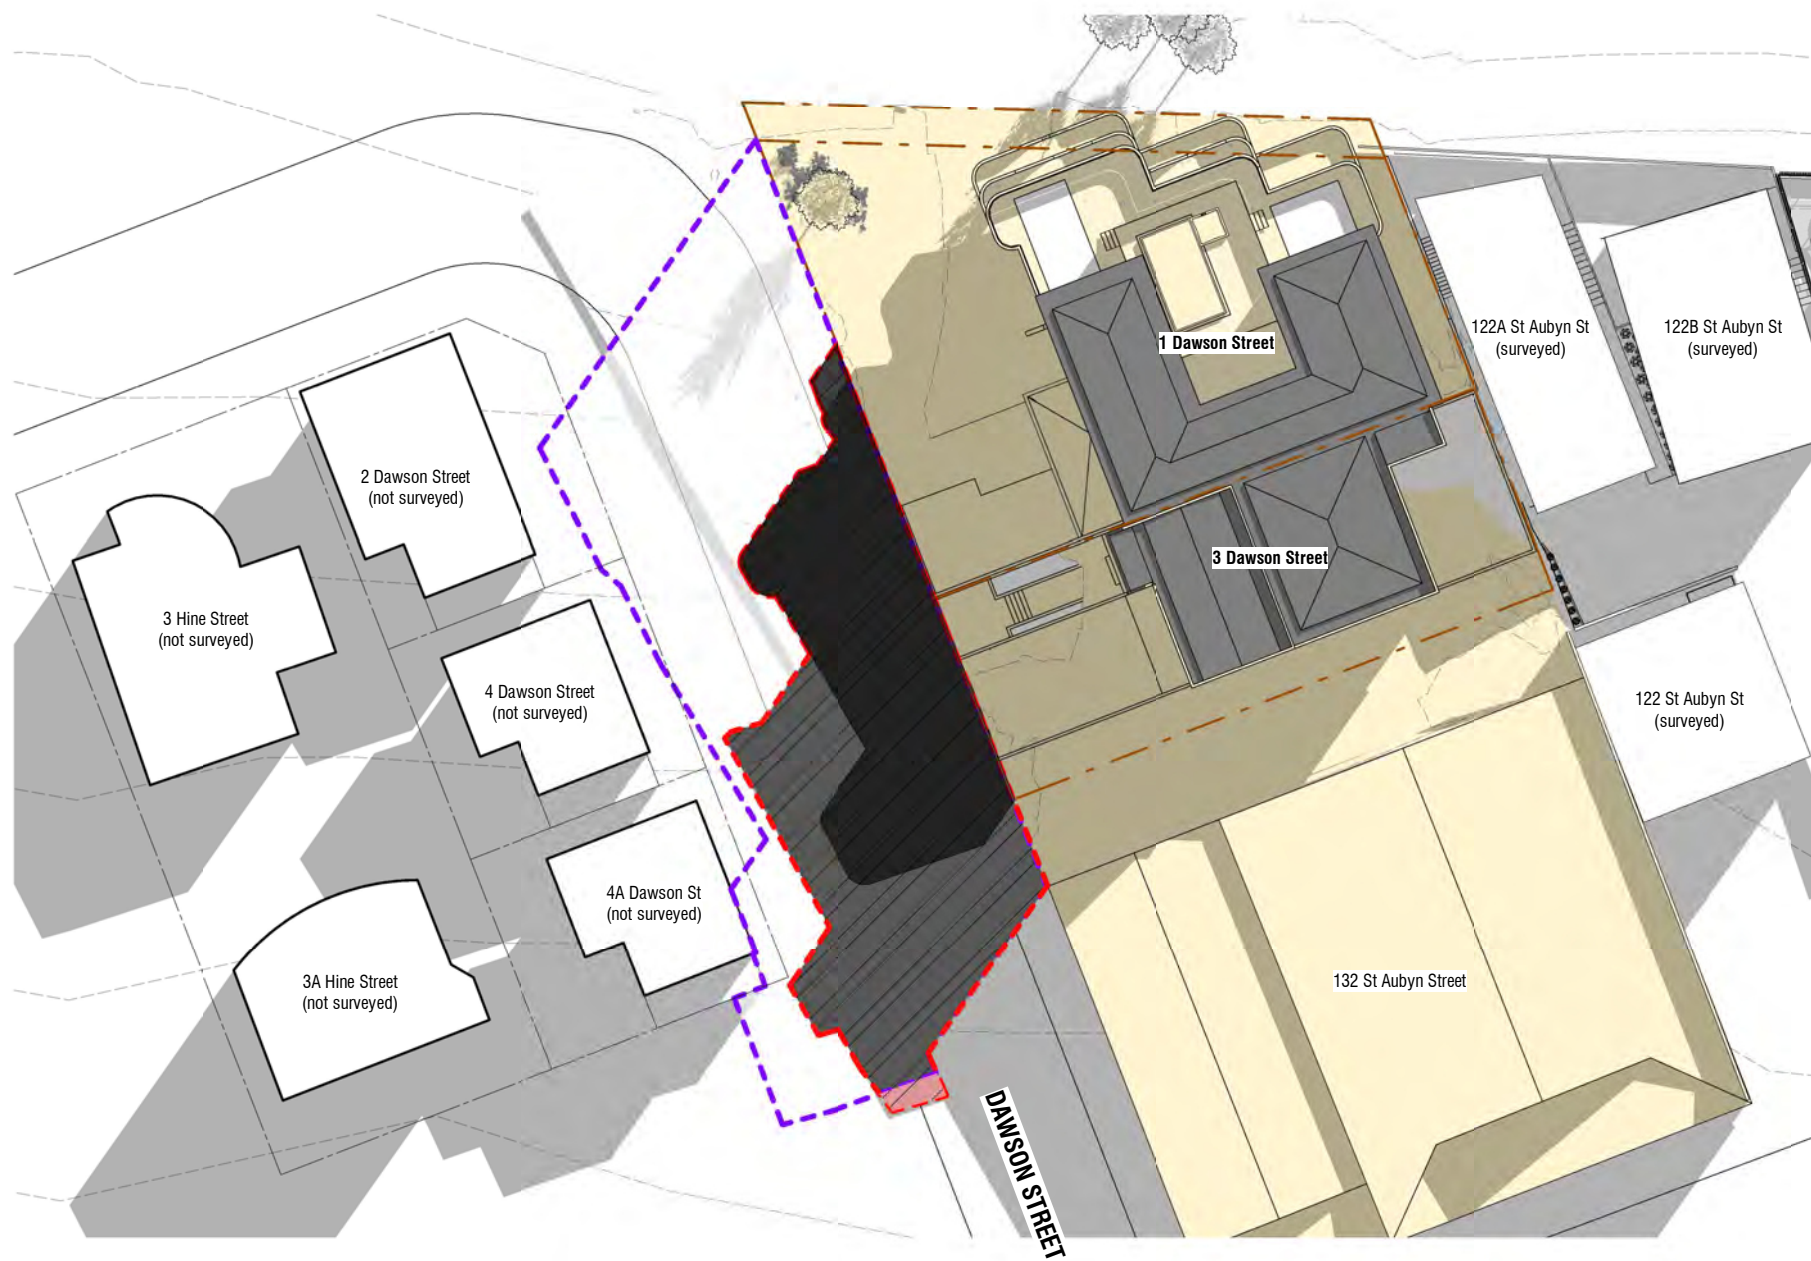 1 Dawson Street
122A St Aubyn St
(surveyed)
122B St Aubyn St
(surveyed)
2 Dawson Street
(not surveyed)
3 Dawson Street
3 Hine Street
(not surveyed)
4 Dawson Street
(not surveyed)
122 St Aubyn St
(surveyed)
4A Dawson St
(not surveyed)
3A Hine Street
(not surveyed)
132 St Aubyn Street
DAWSON STREET